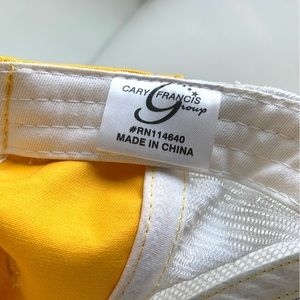 CARY FRANCIS
Group
#RN114640
MADE IN CHINA